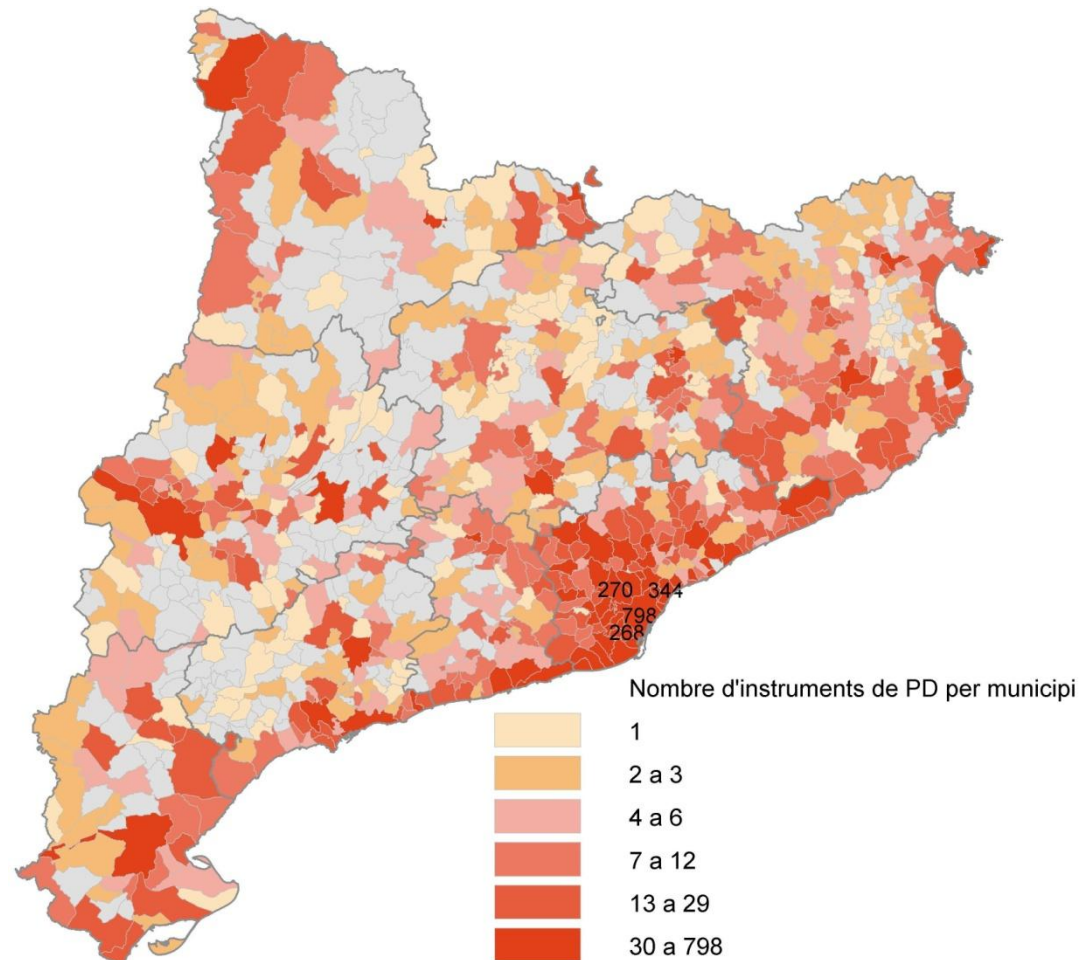 270 344
798
268
Nombre d'instruments de PD per municipi
1
2 a 3
4 a 6
7 a 12
13 a 29
30 a 798